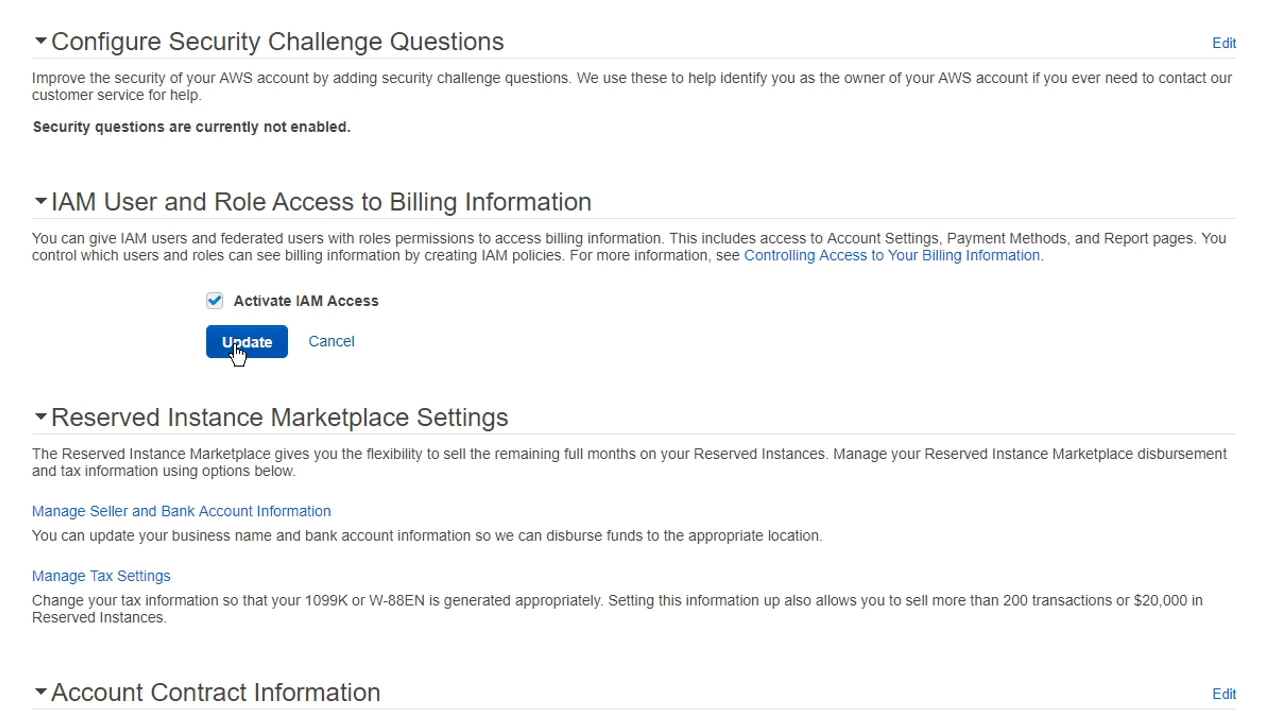 Configure Security Challenge Questions
Edit
Improve the security of your AWS account by adding security challenge questions. We use these to help identify you as the owner of your AWS account if you ever need to contact our
customer service for help.
Security questions are currently not enabled.
IAM User and Role Access to Billing Information
You can give IAM users and federated users with roles permissions to access billing information. This includes access to Account Settings, Payment Methods, and Report pages. You
control which users and roles can see billing information by creating IAM policies. For more information, see Controlling Access to Your Billing Information.
Activate IAM Access
Update
Cancel
Reserved Instance Marketplace Settings
The Reserved Instance Marketplace gives you the flexibility to sell the remaining full months on your Reserved Instances. Manage your Reserved Instance Marketplace disbursement
and tax information using options below.
Manage Seller and Bank Account Information
You can update your business name and bank account information so we can disburse funds to the appropriate location.
Manage Tax Settings
Change your tax information so that your 1099K or W-88EN is generated appropriately. Setting this information up also allows you to sell more than 200 transactions or $20,000 in
Reserved Instances.
Account Contract Information
Edit